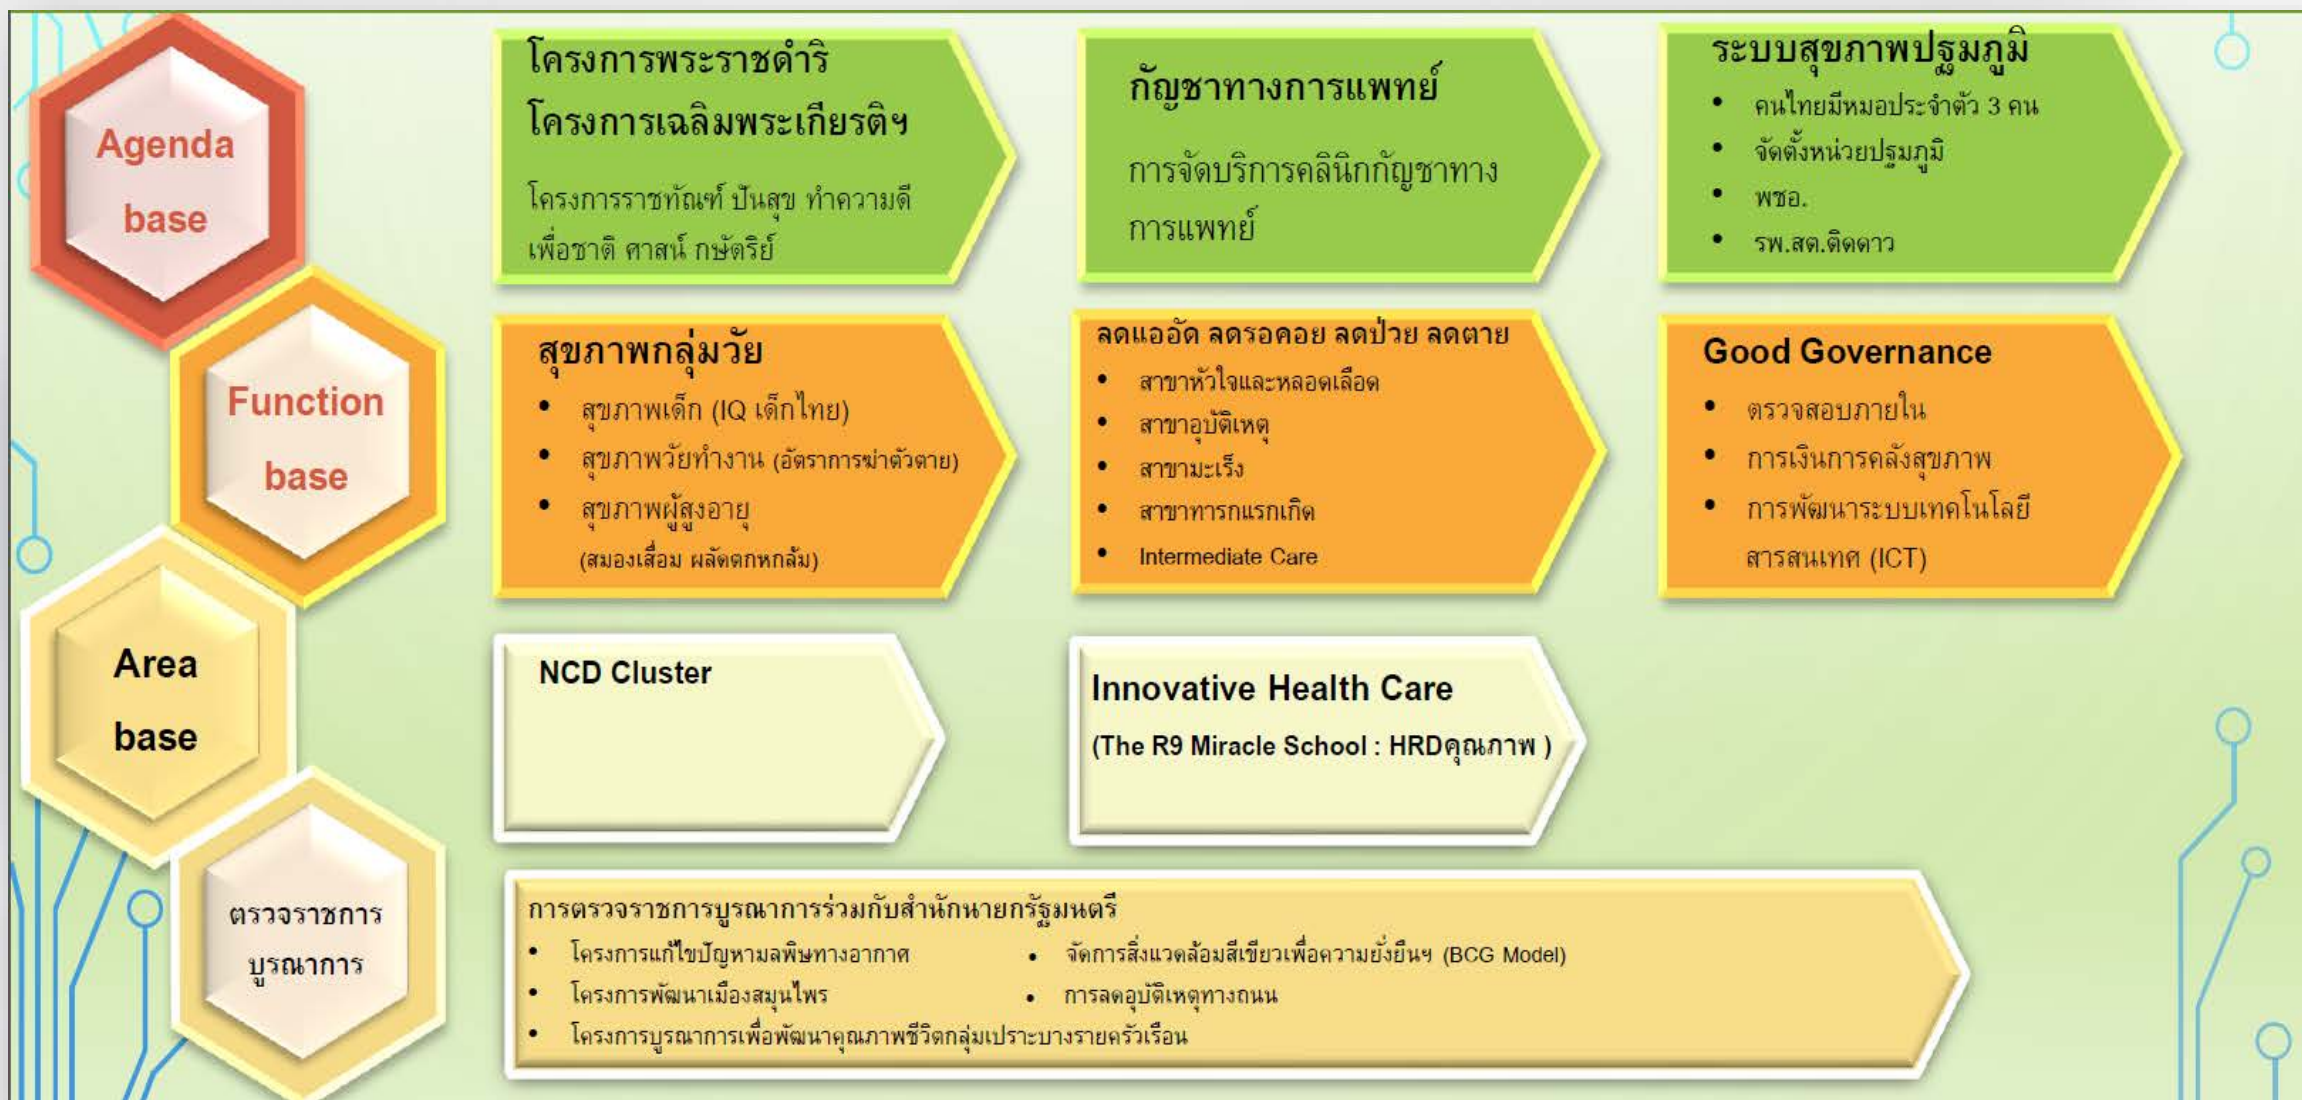 Agenda
base
โครงการพระราชดำริ
โครงการเฉลิมพระเกียรติฯ
โครงการราชทัณฑ์ ปันสุข ทำความดี
เพื่อชาติ ศาสน์ กษัตริย์
กัญชาทางการแพทย์
การจัดบริการคลินิกกัญชาทาง
การแพทย์
ระบบสุขภาพปฐมภูมิ
• คนไทยมีหมอประจำตัว 3 คน
• จัดตั้งหน่วยปฐมภูมิ
• พชอ.
• รพ.สต.ติดดาว
Function
base
สุขภาพกลุ่มวัย
• สุขภาพเด็ก (IQ เด็กไทย)
• สุขภาพวัยทำงาน (อัตราการฆ่าตัวตาย)
• สุขภาพผู้สูงอายุ
(สมองเสื่อม ผลัดตกหกล้ม)
ลดแออัด ลดรอคอย ลดป่วย ลดตาย
• สาขาหัวใจและหลอดเลือด
• สาขาอุบัติเหตุ
• สาขามะเร็ง
• สาขาทารกแรกเกิด
• Intermediate Care
Good Governance
• ตรวจสอบภายใน
• การเงินการคลังสุขภาพ
• การพัฒนาระบบเทคโนโลยี
สารสนเทศ (ICT)
Area
base
NCD Cluster
Innovative Health Care
(The R9 Miracle School : HRDคุณภาพ )
ตรวจราชการ
บูรณาการ
การตรวจราชการบูรณาการร่วมกับสำนักนายกรัฐมนตรี
• โครงการแก้ไขปัญหามลพิษทางอากาศ
• จัดการสิ่งแวดล้อมสีเขียวเพื่อความยั่งยืนฯ (BCG Model)
• โครงการพัฒนาเมืองสมุนไพร
• การลดอุบัติเหตุทางถนน
• โครงการบูรณาการเพื่อพัฒนาคุณภาพชีวิตกลุ่มเปราะบางรายครัวเรือน